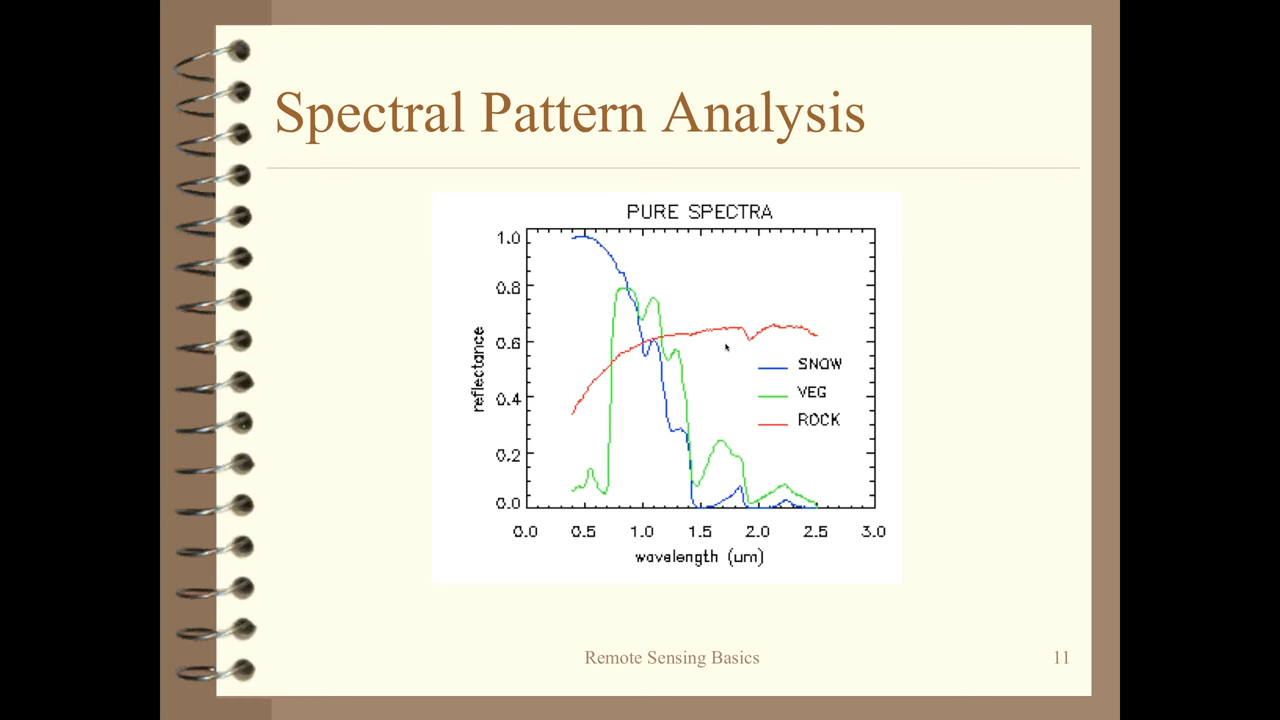 Spectral Pattern Analysis
PURE SPECTRA
1.0
0.8
0.6
0.4
0.2
0.0
reflectance
SNOW
VEG
ROCK
0.0 0.5 1.0 1.5 2.0 2.5 3.0
wavelength (um)
Remote Sensing Basics 11